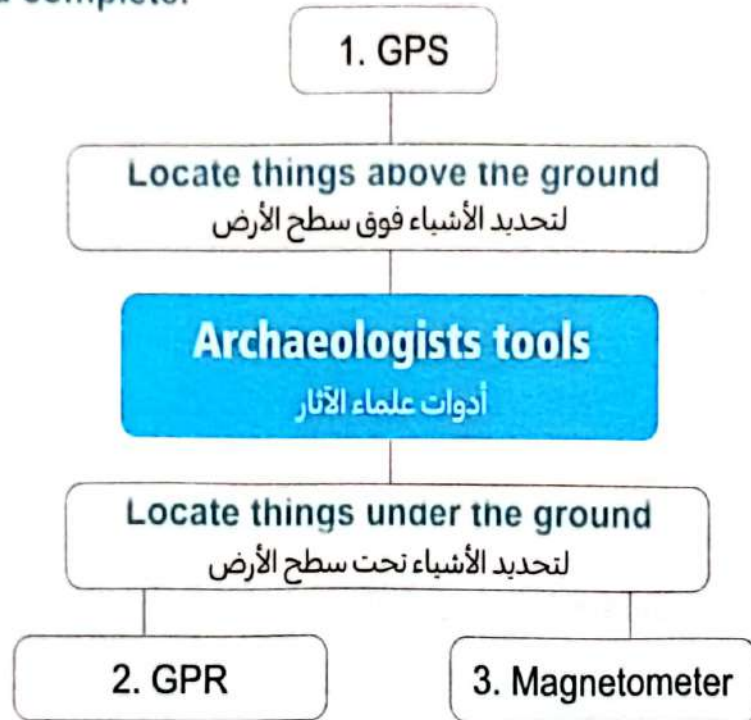 complete.
1. GPS
Locate things above the ground
لتحديد الأشياء فوق سطح الأرض
Archaeologists tools
أدوات علماء الآثار
Locate things under the ground
لتحديد الأشياء تحت سطح الأرض
2. GPR
3. Magnetometer